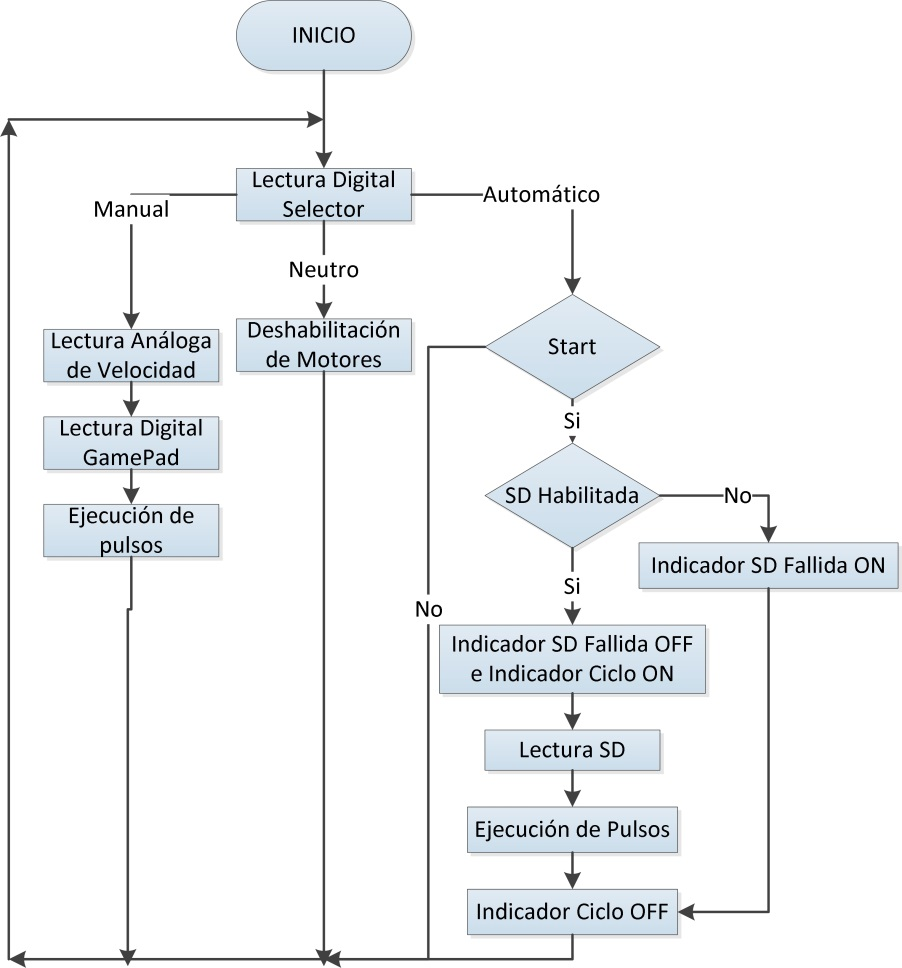 INICIO
Lectura Digital
Selector
Manual
Automático
Neutro
Lectura Análoga
de Velocidad
Deshabilitación
de Motores
Start
Lectura Digital
GamePad
Si
SD Habilitada
No
Ejecución de
pulsos
Indicador SD Fallida ON
Si
No
Indicador SD Fallida OFF
e Indicador Ciclo ON
Lectura SD
Ejecución de Pulsos
Indicador Ciclo OFF